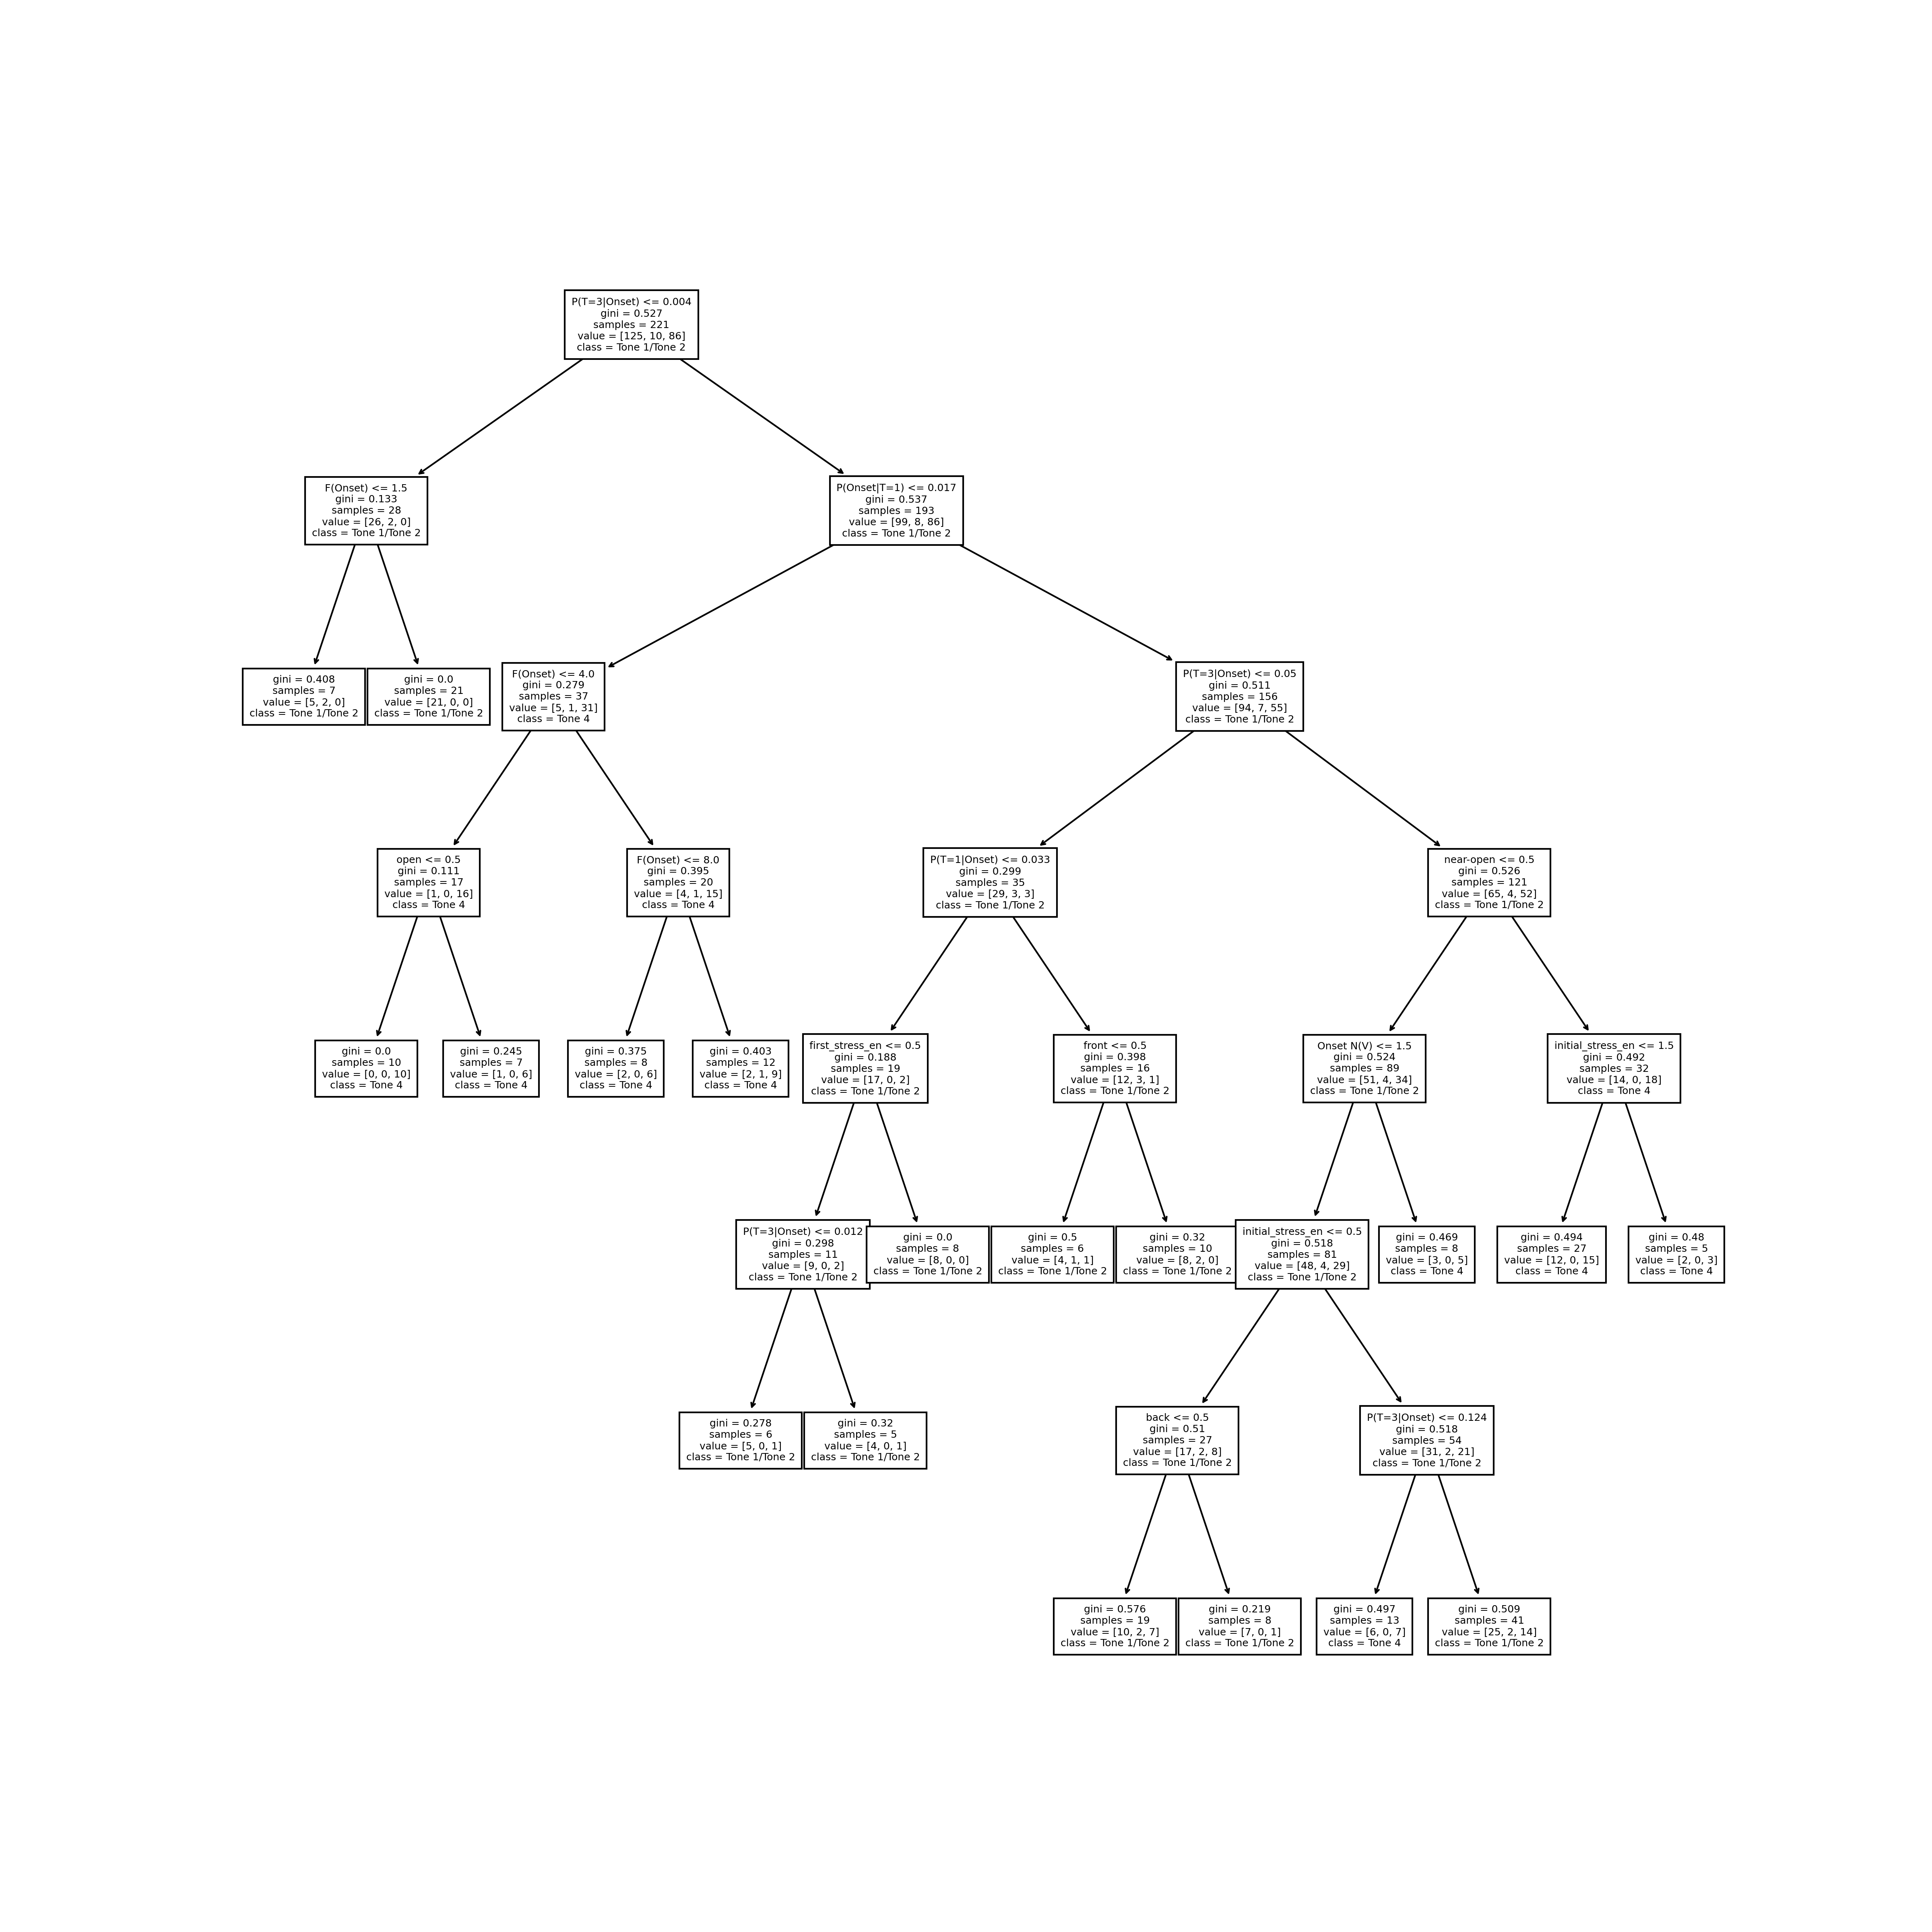 P(T=3|Onset) <= 0.004
gini = 0.527
samples = 221
value = [125, 10, 86]
class = Tone 1/Tone 2
F(Onset) <= 1.5
gini = 0.133
samples = 28
value = [26, 2, 0]
class = Tone 1/Tone 2
P(Onset|T=1) <= 0.017
gini = 0.537
samples = 193
value = [99, 8, 86]
class = Tone 1/Tone 2
gini = 0.408
samples = 7
value = [5, 2, 0]
class = Tone 1/Tone 2
gini = 0.0
samples = 21
value = [21, 0, 0]
class = Tone 1/Tone 2
F(Onset) <= 4.0
gini = 0.279
samples = 37
value = [5, 1, 31]
class = Tone 4
P(T=3|Onset) <= 0.05
gini = 0.511
samples = 156
value = [94, 7, 55]
class = Tone 1/Tone 2
open <= 0.5
gini = 0.111
samples = 17
value = [1, 0, 16]
class = Tone 4
F(Onset) <= 8.0
gini = 0.395
samples = 20
value = [4, 1, 15]
class = Tone 4
P(T=1|Onset) <= 0.033
gini = 0.299
samples = 35
value = [29, 3, 3]
class = Tone 1/Tone 2
near-open <= 0.5
gini = 0.526
samples = 121
value = [65, 4, 52]
class = Tone 1/Tone 2
gini = 0.0
samples = 10
value = [0, 0, 10]
class = Tone 4
gini = 0.245
samples = 7
value = [1, 0, 6]
class = Tone 4
gini = 0.375
samples = 8
value = [2, 0, 6]
class = Tone 4
gini = 0.403
samples = 12
value = [2, 1, 9]
class = Tone 4
first_stress_en <= 0.5
gini = 0.188
samples = 19
value = [17, 0, 2]
class = Tone 1/Tone 2
front <= 0.5
gini = 0.398
samples = 16
value = [12, 3, 1]
class = Tone 1/Tone 2
Onset N(V) <= 1.5
gini = 0.524
samples = 89
value = [51, 4, 34]
class = Tone 1/Tone 2
initial_stress_en <= 1.5
gini = 0.492
samples = 32
value = [14, 0, 18]
class = Tone 4
P(T=3|Onset) <= 0.012
gini = 0.298
samples = 11
value = [9, 0, 2]
class = Tone 1/Tone 2
gini = 0.0
samples = 8
value = [8, 0, 0]
class = Tone 1/Tone 2
gini = 0.5
samples = 6
value = [4, 1, 1]
class = Tone 1/Tone 2
gini = 0.32
samples = 10
value = [8, 2, 0]
class = Tone 1/Tone 2
initial_stress_en <= 0.5
gini = 0.518
samples = 81
value = [48, 4, 29]
class = Tone 1/Tone 2
gini = 0.469
samples = 8
value = [3, 0, 5]
class = Tone 4
gini = 0.494
samples = 27
value = [12, 0, 15]
class = Tone 4
gini = 0.48
samples = 5
value = [2, 0, 3]
class = Tone 4
gini = 0.278
samples = 6
value = [5, 0, 1]
class = Tone 1/Tone 2
gini = 0.32
samples = 5
value = [4, 0, 1]
class = Tone 1/Tone 2
back <= 0.5
gini = 0.51
samples = 27
value = [17, 2, 8]
class = Tone 1/Tone 2
P(T=3|Onset) <= 0.124
gini = 0.518
samples = 54
value = [31, 2, 21]
class = Tone 1/Tone 2
gini = 0.576
samples = 19
value = [10, 2, 7]
class = Tone 1/Tone 2
gini = 0.219
samples = 8
value = [7, 0, 1]
class = Tone 1/Tone 2
gini = 0.497
samples = 13
value = [6, 0, 7]
class = Tone 4
gini = 0.509
samples = 41
value = [25, 2, 14]
class = Tone 1/Tone 2